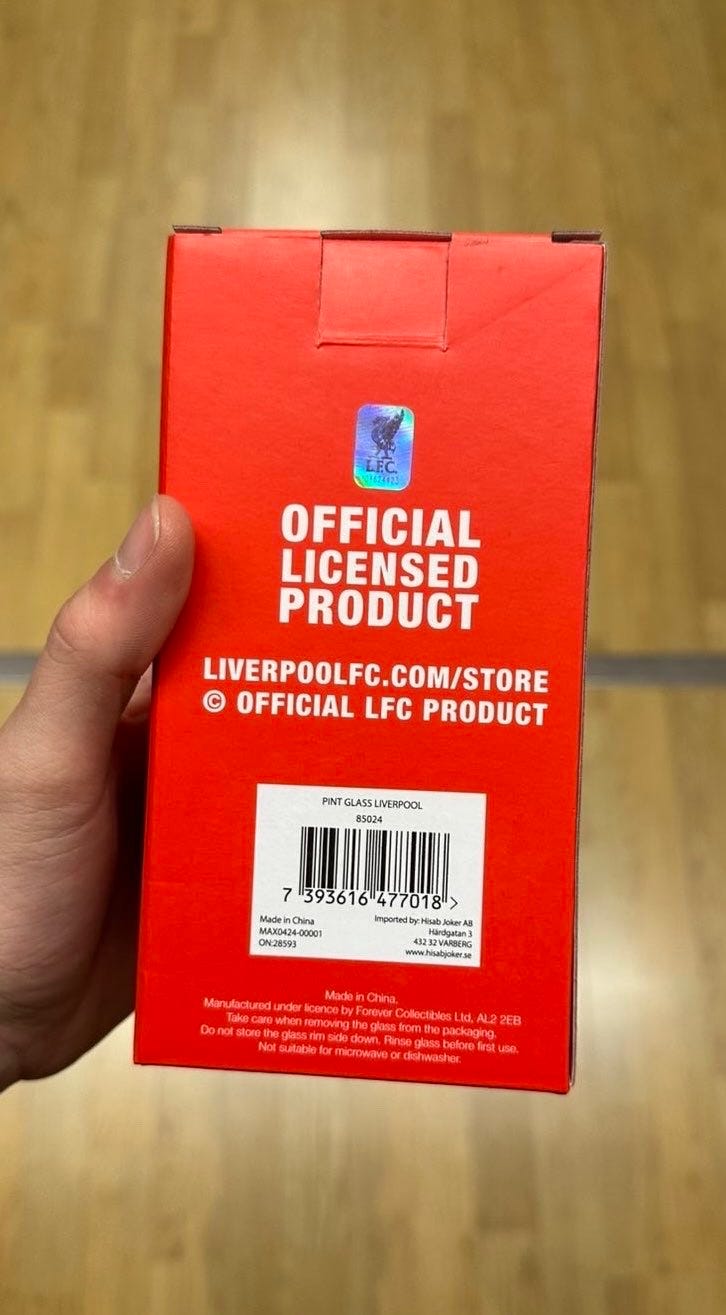 L.F.C.
OFFICIAL
LICENSED
PRODUCT
LIVERPOOLFC.COM/STORE
© OFFICIAL LFC PRODUCT
PINT GLASS LIVERPOOL
85024
7 393616 477018 >
Made in China
MAX0424-00001
ON:28593
Imported by: Hisab Joker AB
Härdgatan 3
432 32 VARBERG
www.hisabjoker.se
Made in China.
Manufactured under licence by Forever Collectibles Ltd, AL2 2EB
Take care when removing the glass from the packaging.
Do not store the glass rim side down. Rinse glass before first use.
Not suitable for microwave or dishwasher.